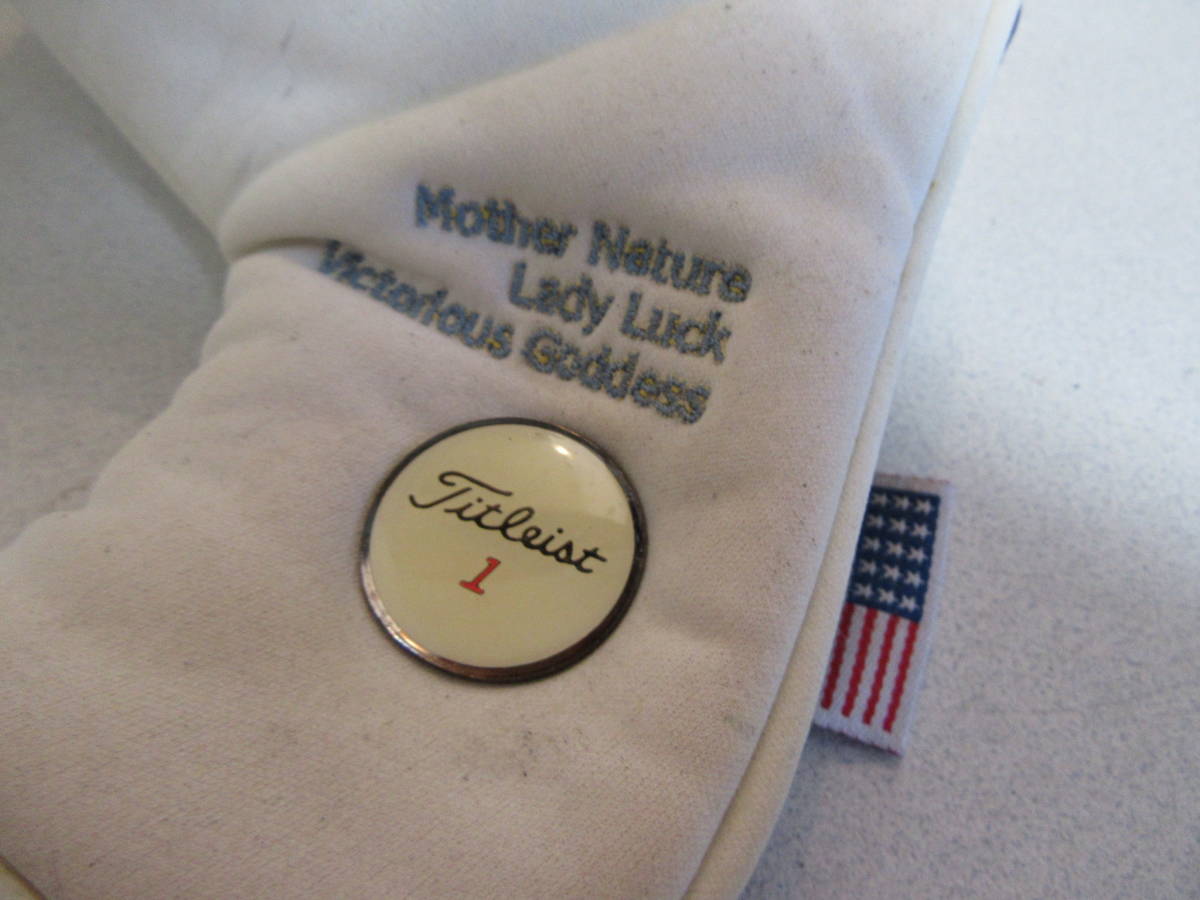 Mother Nature
Lady Luck
Victorious Goddess
Titleist
1